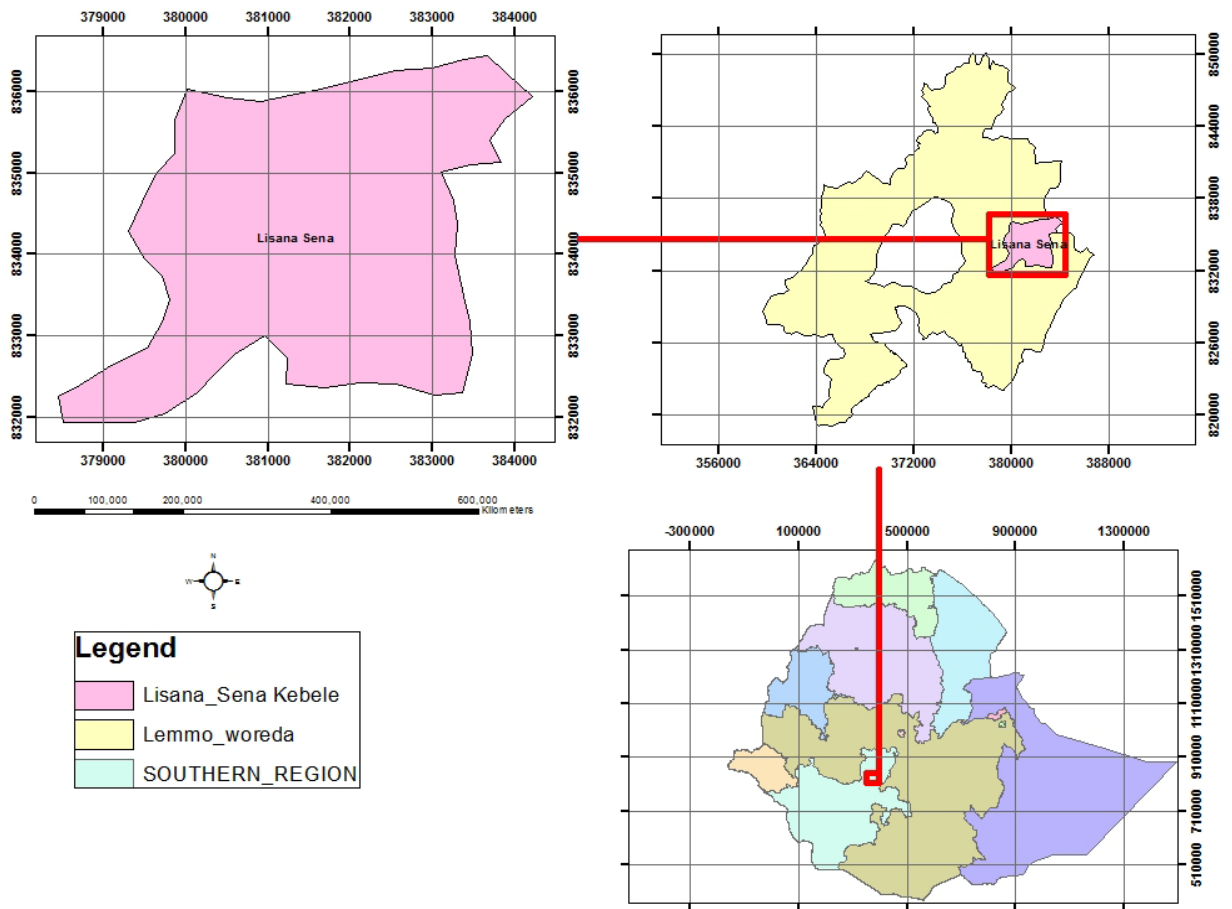 379000 380000 381000 382000 383000 384000
836000
835000
834000
833000
832000
836000
835000
834000
833000
832000
Lisana Sena
379000 380000 381000 382000 383000 384000
850000
844000
838000
832000
826000
820000
Lisana Sena
356000 364000 372000 380000 388000
0 100,000 200,000 400,000 600,000
Kilometers
N
W E
S
Legend
Lisana_Sena Kebele
Lemmo_woreda
SOUTHERN_REGION
-300000 100000 500000 900000 1300000
1510000
1310000
1110000
910000
710000
510000